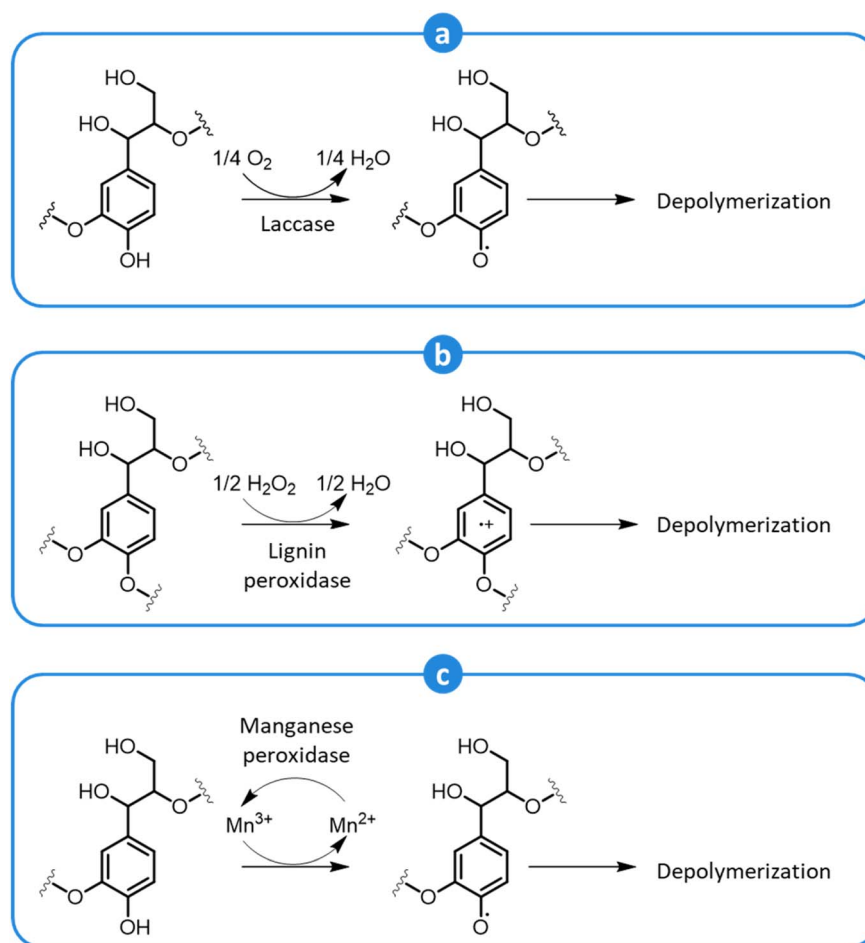 a
HO
HO
O
1/4 O₂
1/4 H₂O
Laccase
O
OH
HO
HO
O
O
O·
Depolymerization
b
HO
HO
O
1/2 H₂O₂
1/2 H₂O
Lignin
peroxidase
O
O
HO
HO
O
·+
O
O
Depolymerization
c
Manganese
peroxidase
HO
HO
O
Mn³⁺
Mn²⁺
O
OH
HO
HO
O
O
O·
Depolymerization